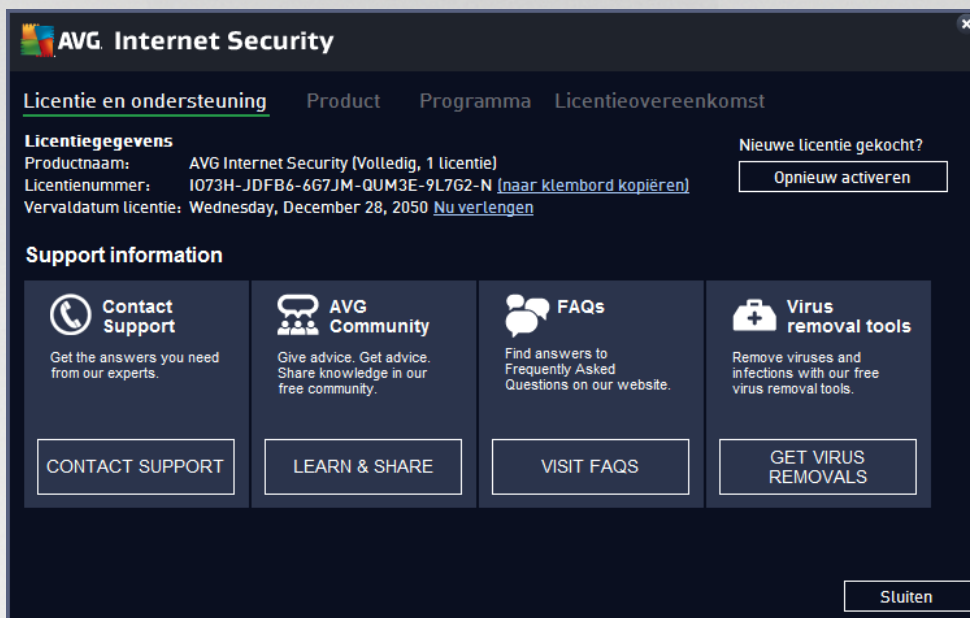 AVG Internet Security
Licentie en ondersteuning Product Programma Licentieovereenkomst
Licentiegegevens
Productnaam: AVG Internet Security (Volledig, 1 licentie)
Licentienummer: IO73H-JDFB6-6G7JM-QUM3E-9L7G2-N (naar klembord kopiëren)
Vervaldatum licentie: Wednesday, December 28, 2050 Nu verlengen
Nieuwe licentie gekocht?
Opnieuw activeren
Support information
Contact
Support
Get the answers you need
from our experts.
CONTACT SUPPORT
AVG
Community
Give advice. Get advice.
Share knowledge in our
free community.
LEARN & SHARE
FAQs
Find answers to
Frequently Asked
Questions on our website.
VISIT FAQS
Virus
removal tools
Remove viruses and
infections with our free
virus removal tools.
GET VIRUS
REMOVALS
Sluiten